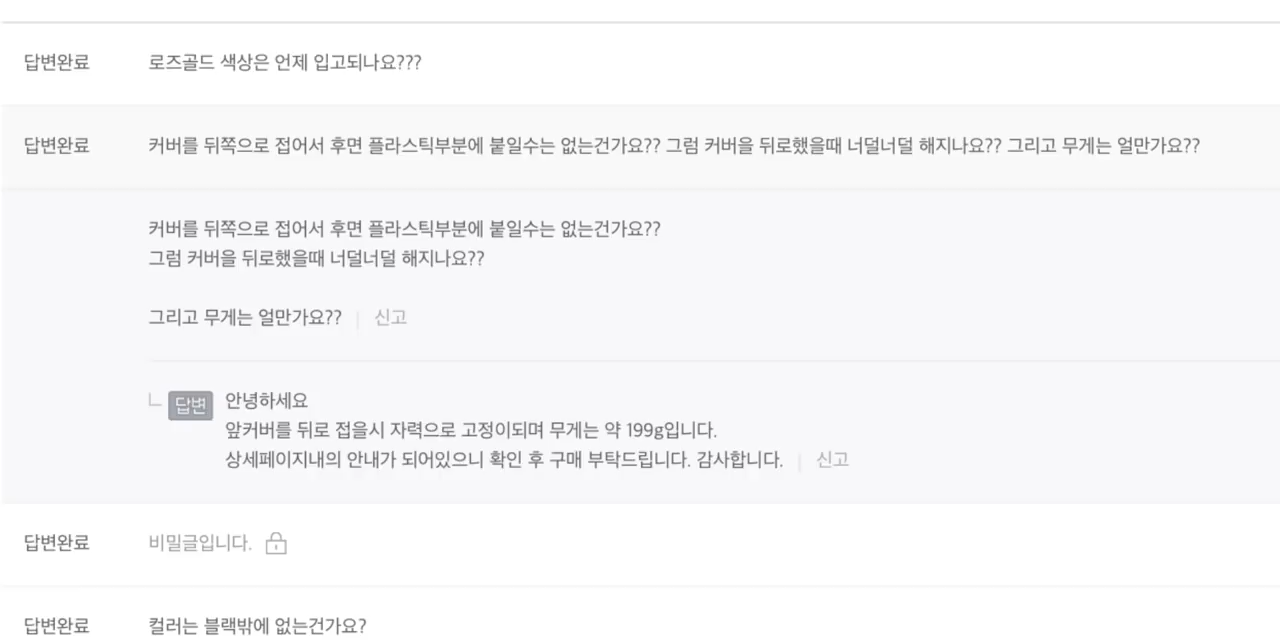 답변완료 로즈골드 색상은 언제 입고되나요???
답변완료 커버를 뒤쪽으로 접어서 후면 플라스틱부분에 붙일수는 없는건가요?? 그럼 커버을 뒤로했을때 너덜너덜 해지나요?? 그리고 무게는 얼만가요??
커버를 뒤쪽으로 접어서 후면 플라스틱부분에 붙일수는 없는건가요??
그럼 커버을 뒤로했을때 너덜너덜 해지나요??
그리고 무게는 얼만가요?? | 신고
답변 안녕하세요
앞커버를 뒤로 접을시 자력으로 고정이되며 무게는 약 199g입니다.
상세페이지내의 안내가 되어있으니 확인 후 구매 부탁드립니다. 감사합니다. | 신고
답변완료 비밀글입니다.
답변완료 컬러는 블랙밖에 없는건가요?